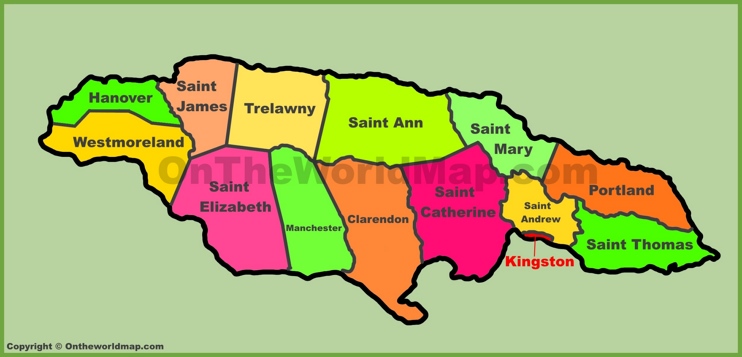 Hanover
Saint
James
Trelawny
Saint Ann
Saint
Mary
Westmoreland
OnTheWorldMap.com
Saint
Elizabeth
Manchester
Clarendon
Saint
Catherine
Saint
Andrew
Portland
Kingston
Saint Thomas
Copyright © Ontheworldmap.com